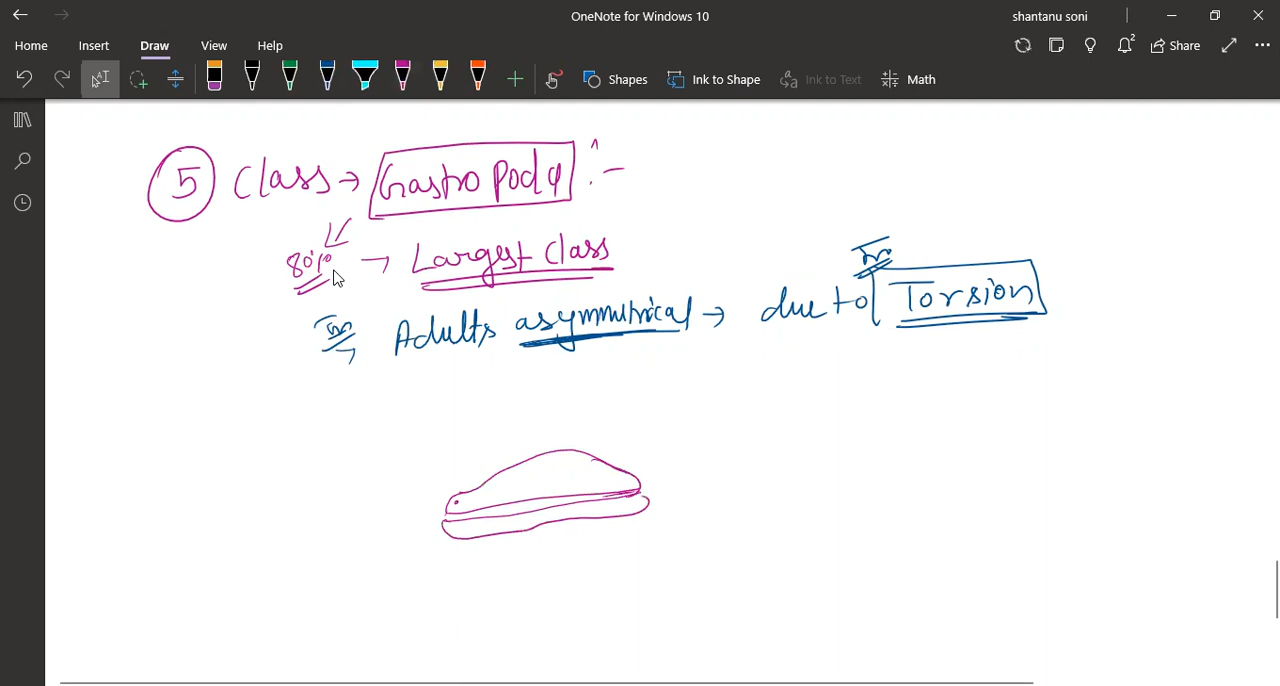 OneNote for Windows 10
shantanu soni
Home Insert Draw View Help
Share
Shapes
Ink to Shape
Ink to Text
Math
5 Class → Gastropoda :-
80% → Largest Class
Adults asymmetrical → due to Torsion